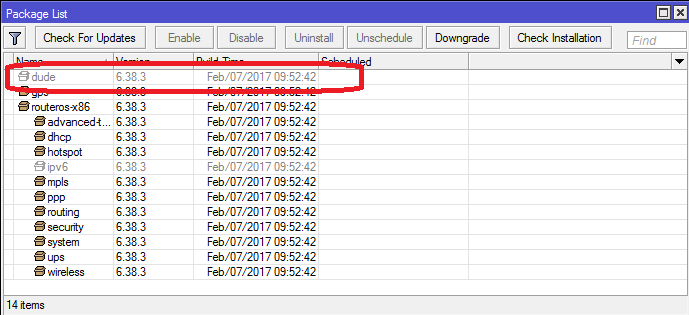 Package List
Check For Updates Enable Disable Uninstall Unschedule Downgrade Check Installation Find
Name Version Build Time Scheduled
dude 6.38.3 Feb/07/2017 09:52:42
gps 6.38.3 Feb/07/2017 09:52:42
routeros-x86 6.38.3 Feb/07/2017 09:52:42
advanced-t... 6.38.3 Feb/07/2017 09:52:42
dhcp 6.38.3 Feb/07/2017 09:52:42
hotspot 6.38.3 Feb/07/2017 09:52:42
ipv6 6.38.3 Feb/07/2017 09:52:42
mpls 6.38.3 Feb/07/2017 09:52:42
ppp 6.38.3 Feb/07/2017 09:52:42
routing 6.38.3 Feb/07/2017 09:52:42
security 6.38.3 Feb/07/2017 09:52:42
system 6.38.3 Feb/07/2017 09:52:42
ups 6.38.3 Feb/07/2017 09:52:42
wireless 6.38.3 Feb/07/2017 09:52:42
14 items